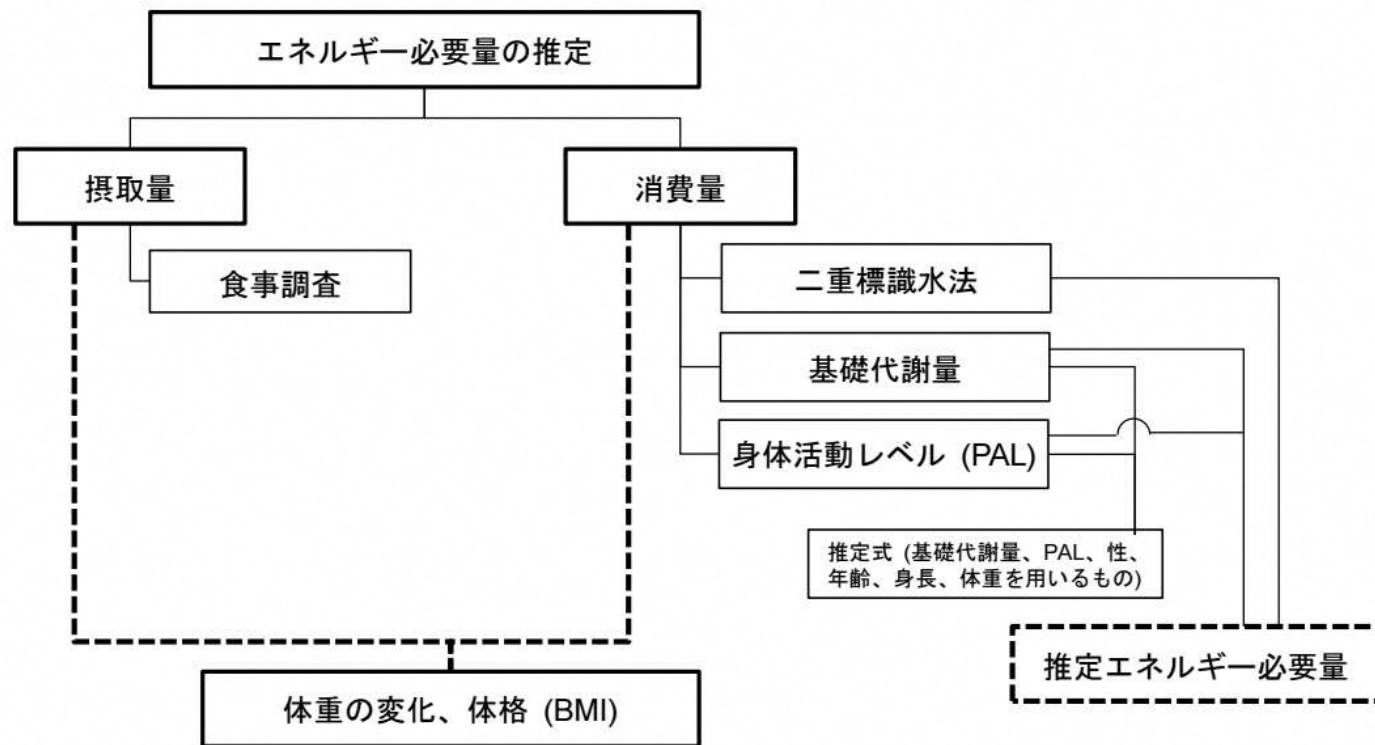 エネルギー必要量の推定
摂取量
消費量
食事調査
二重標識水法
基礎代謝量
身体活動レベル (PAL)
推定式 (基礎代謝量、PAL、性、
年齢、身長、体重を用いるもの)
推定エネルギー必要量
体重の変化、体格 (BMI)